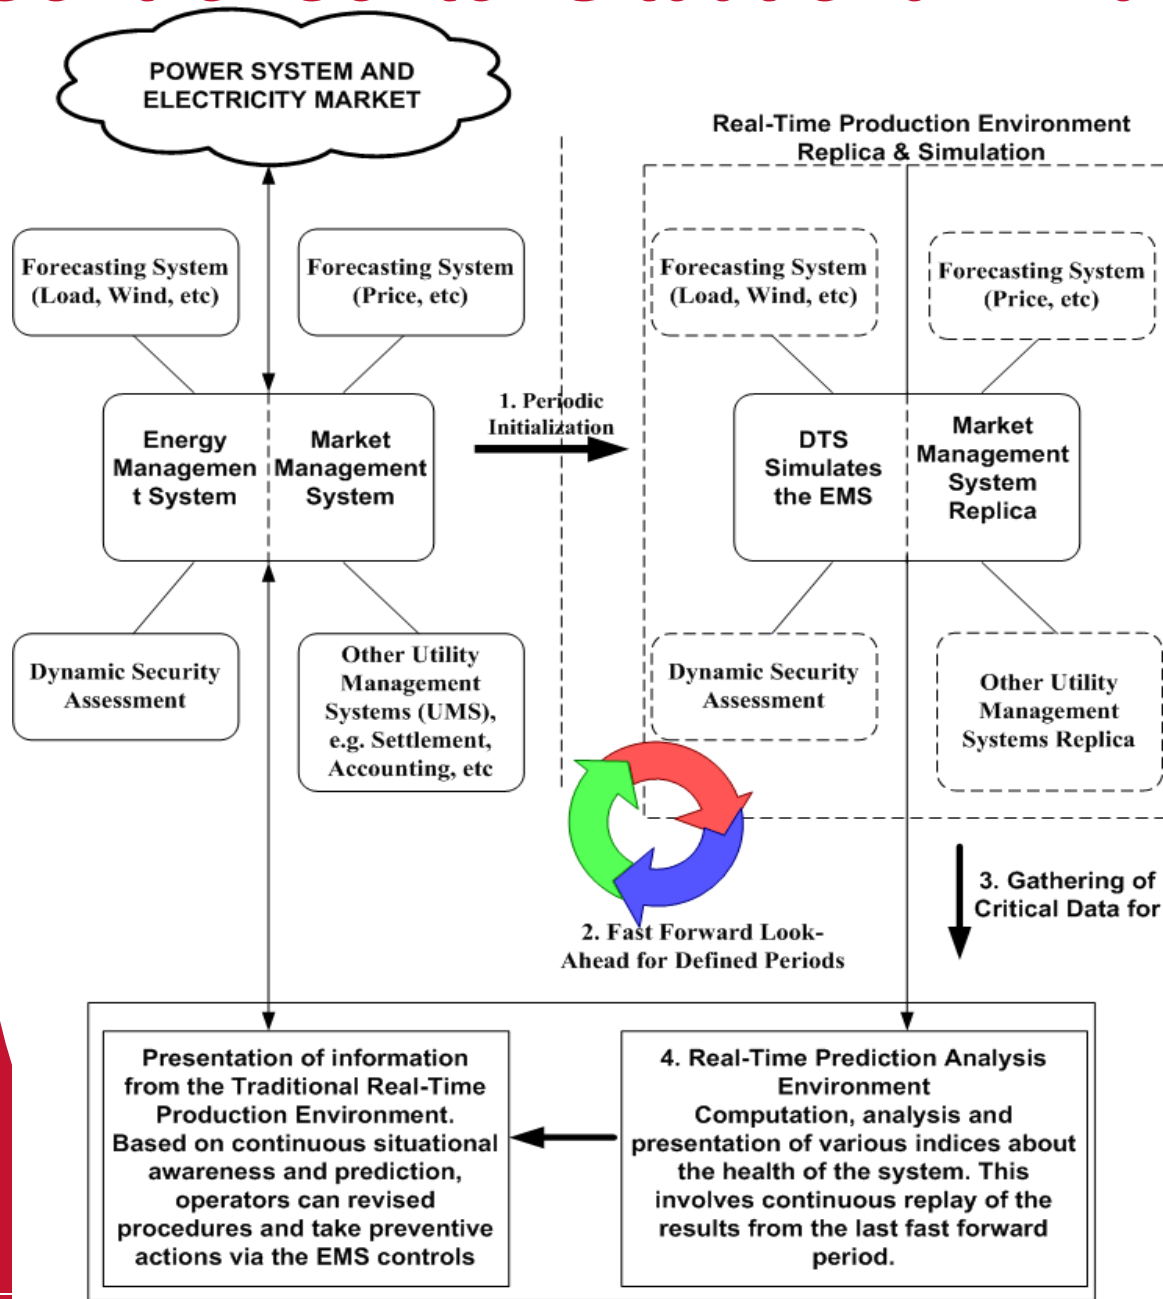 POWER SYSTEM AND
ELECTRICITY MARKET
Real-Time Production Environment
Replica & Simulation
Forecasting System
(Load, Wind, etc)
Forecasting System
(Price, etc)
Forecasting System
(Load, Wind, etc)
Forecasting System
(Price, etc)
1. Periodic
Initialization
Energy
Managemen
t System
Market
Management
System
DTS
Simulates
the EMS
Market
Management
System
Replica
Dynamic Security
Assessment
Other Utility
Management
Systems (UMS),
e.g. Settlement,
Accounting, etc
Dynamic Security
Assessment
Other Utility
Management
Systems Replica
3. Gathering of
Critical Data for
2. Fast Forward Look-
Ahead for Defined Periods
Presentation of information
from the Traditional Real-Time
Production Environment.
Based on continuous situational
awareness and prediction,
operators can revised
procedures and take preventive
actions via the EMS controls
4. Real-Time Prediction Analysis
Environment
Computation, analysis and
presentation of various indices about
the health of the system. This
involves continuous replay of the
results from the last fast forward
period.